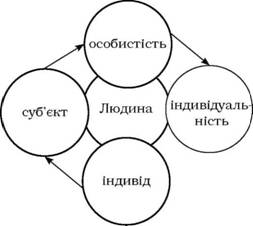 особистість
суб'єкт
Людина
індивідуаль-
ність
індивід